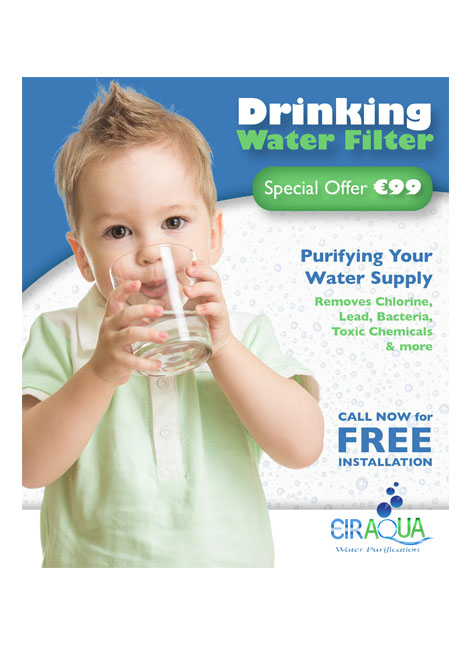 Drinking
Water Filter
Special Offer €99
Purifying Your
Water Supply
Removes Chlorine,
Lead, Bacteria,
Toxic Chemicals
& more
CALL NOW for
FREE
INSTALLATION
EIRAQUA
Water Purification